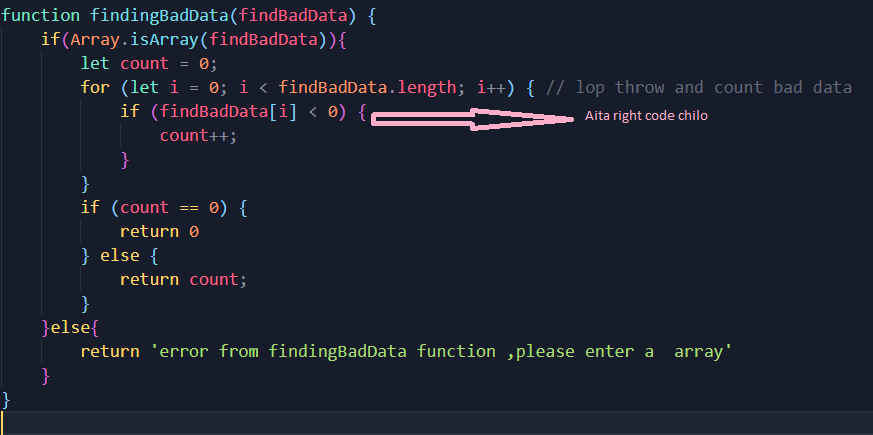 function findingBadData(findBadData) {
    if(Array.isArray(findBadData)){
        let count = 0;
        for (let i = 0; i < findBadData.length; i++) { // lop throw and count bad data
            if (findBadData[i] < 0) { Aita right code chilo
                count++;
            }
        }
        if (count == 0) {
            return 0
        } else {
            return count;
        }
    }else{
        return 'error from findingBadData function ,please enter a  array'
    }
}